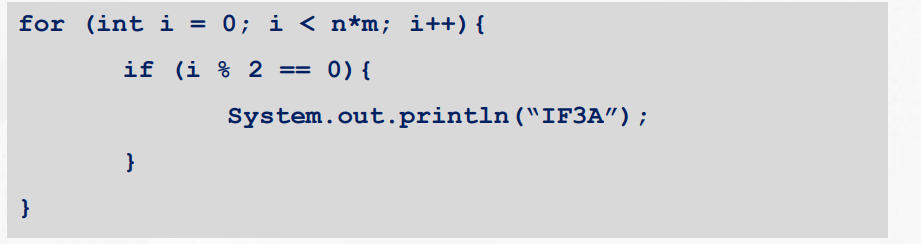 for (int i = 0; i < n*m; i++){
if (i % 2 == 0){
System.out.println(“IF3A”);
}
}